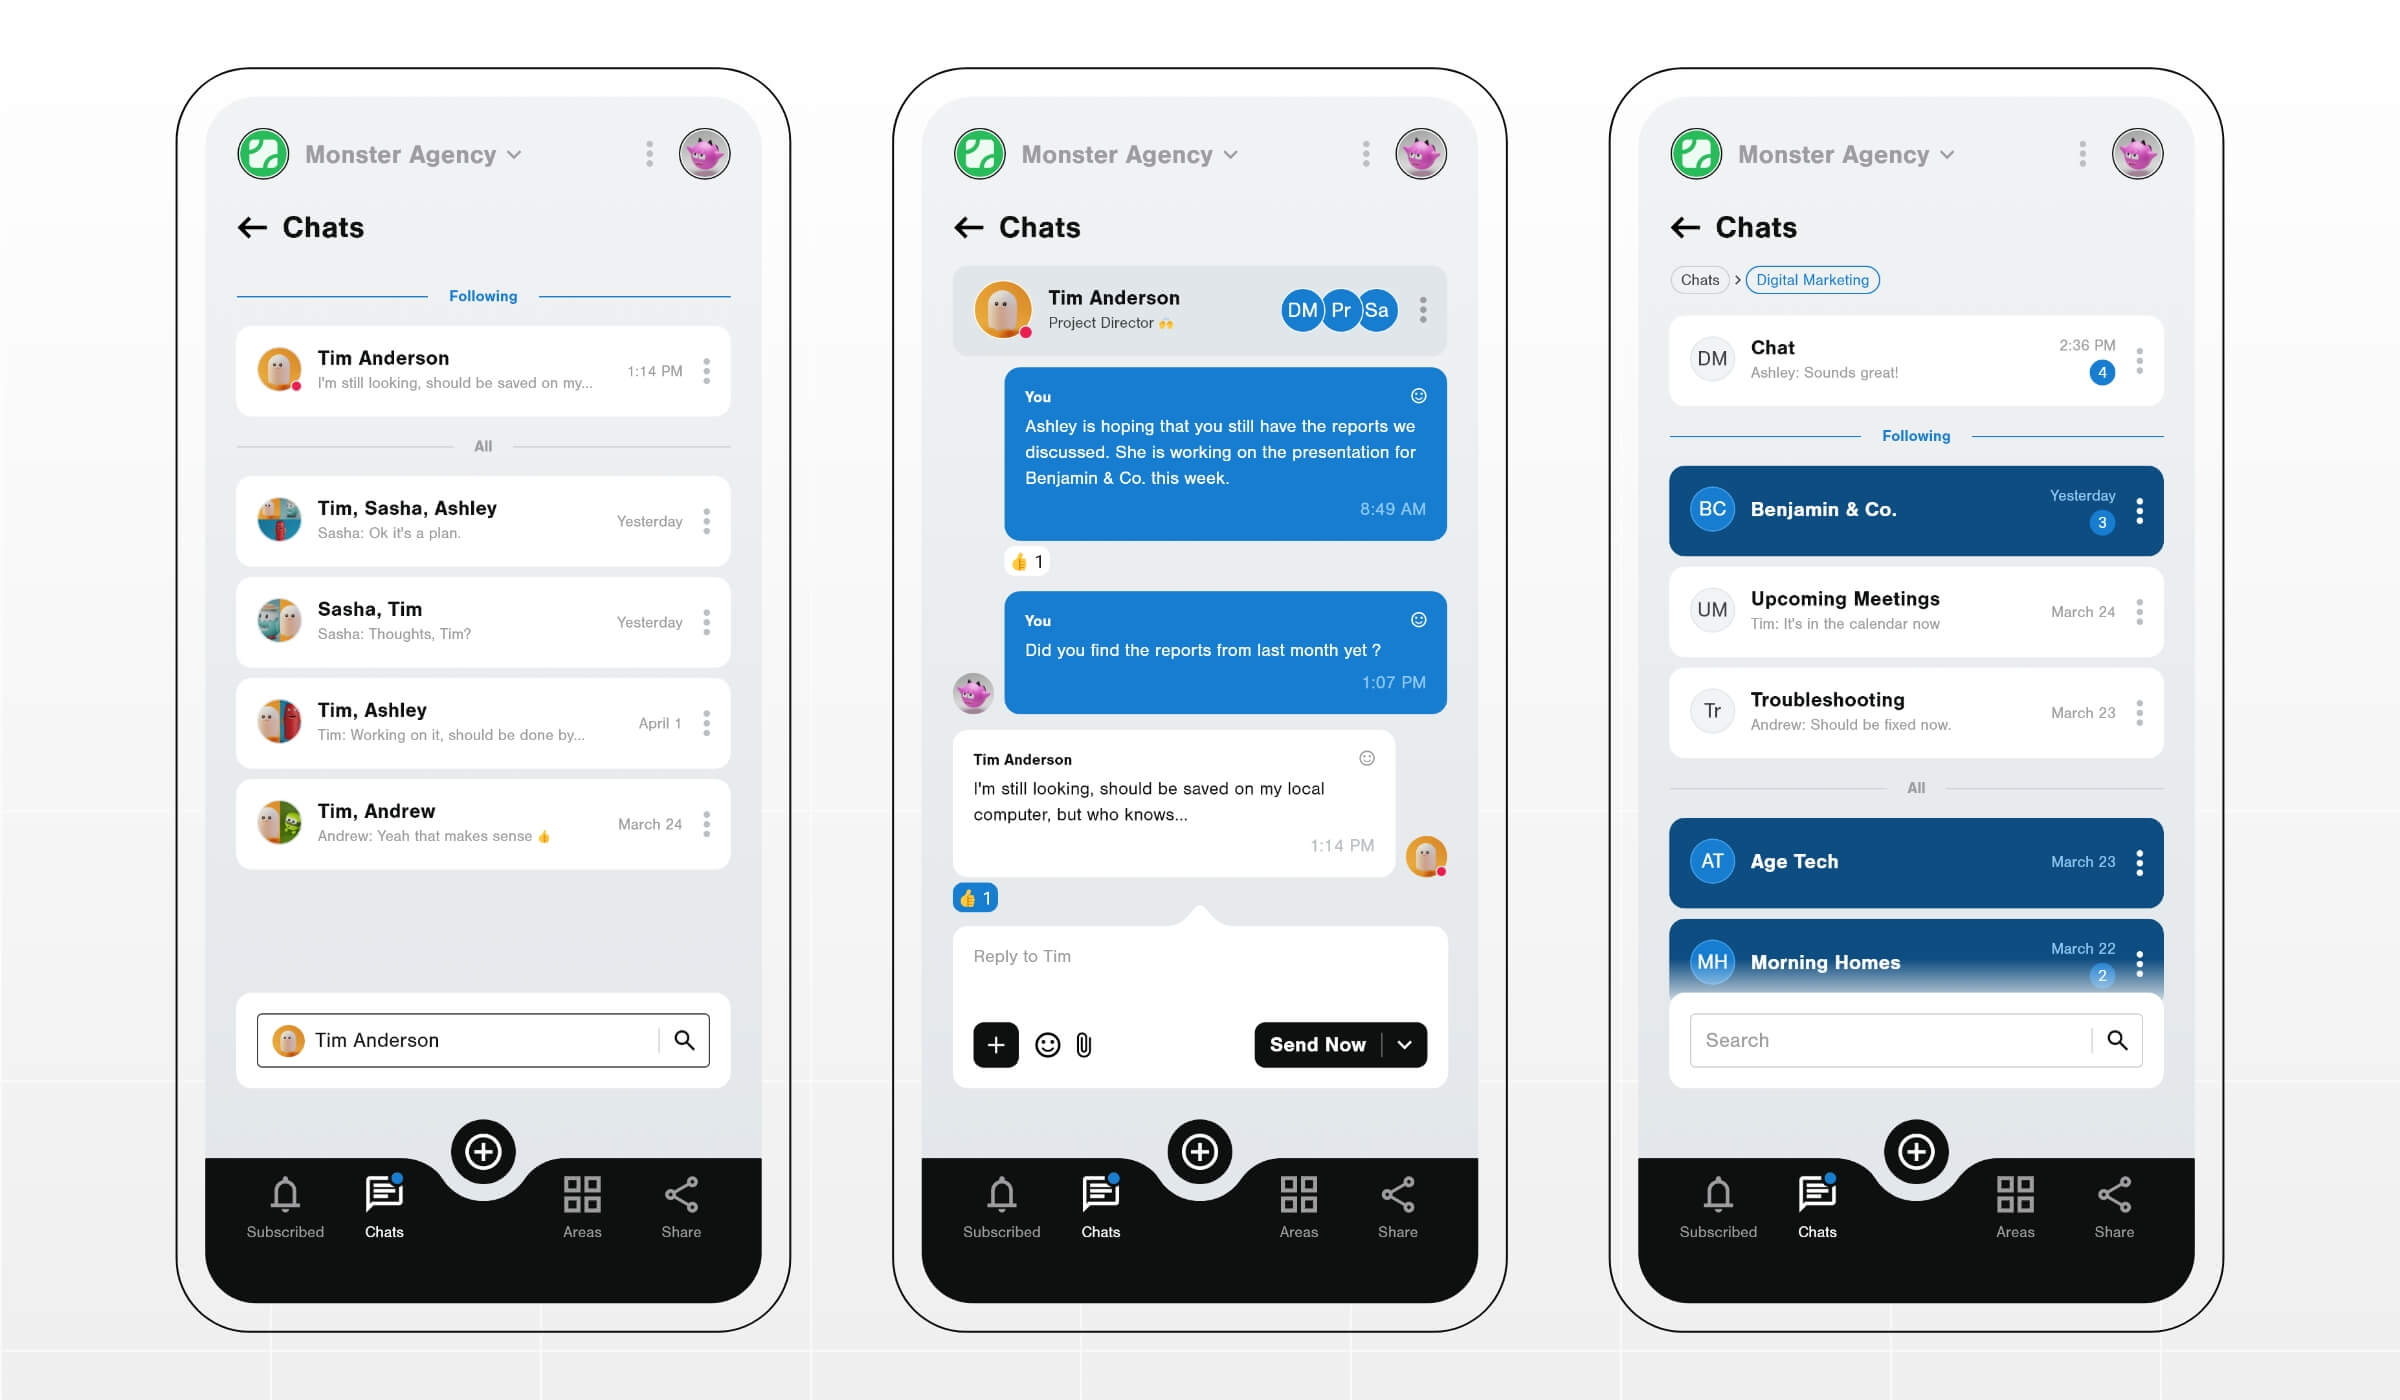 Monster Agency
Chats
Following
Tim Anderson
I'm still looking, should be saved on my...
1:14 PM
All
Tim, Sasha, Ashley
Sasha: Ok it's a plan.
Yesterday
Sasha, Tim
Sasha: Thoughts, Tim?
Yesterday
Tim, Ashley
Tim: Working on it, should be done by...
April 1
Tim, Andrew
Andrew: Yeah that makes sense 👍
March 24
Tim Anderson
Subscribed
Chats
Areas
Share
Monster Agency
Chats
Tim Anderson
Project Director 🙌
DM Pr Sa
You
Ashley is hoping that you still have the reports we
discussed. She is working on the presentation for
Benjamin & Co. this week.
8:49 AM
👍 1
You
Did you find the reports from last month yet ?
1:07 PM
Tim Anderson
I'm still looking, should be saved on my local
computer, but who knows...
1:14 PM
👍 1
Reply to Tim
Send Now
Subscribed
Chats
Areas
Share
Monster Agency
Chats
Chats > Digital Marketing
DM
Chat
Ashley: Sounds great!
2:36 PM
4
Following
BC
Benjamin & Co.
Yesterday
3
UM
Upcoming Meetings
Tim: It's in the calendar now
March 24
Tr
Troubleshooting
Andrew: Should be fixed now.
March 23
All
AT
Age Tech
March 23
MH
Morning Homes
March 22
2
Search
Subscribed
Chats
Areas
Share